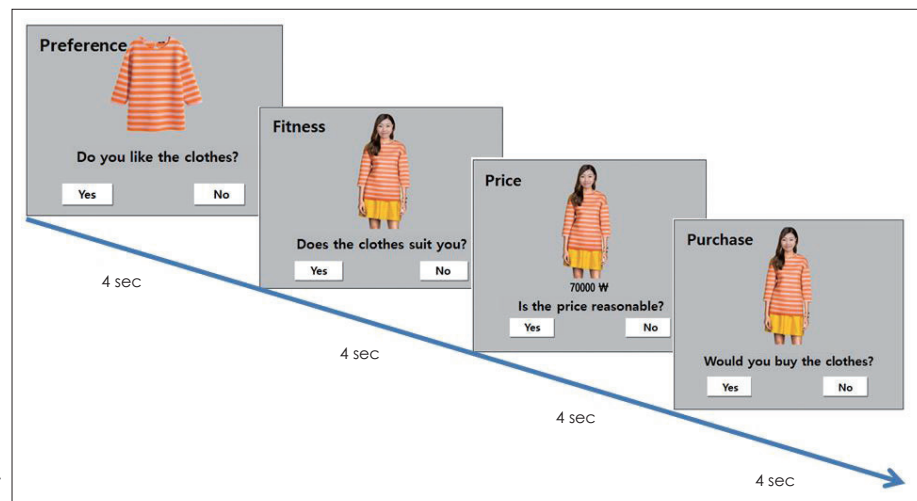 Preference
Do you like the clothes?
Yes No
4 sec
Fitness
Does the clothes suit you?
Yes No
4 sec
Price
70000 ₩
Is the price reasonable?
Yes No
4 sec
Purchase
Would you buy the clothes?
Yes No
4 sec